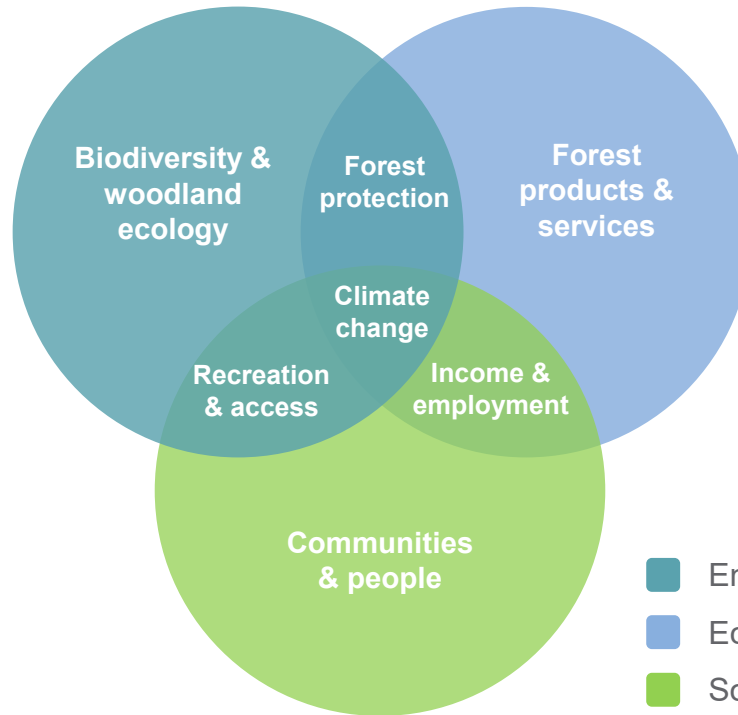 Biodiversity &
woodland
ecology
Forest
protection
Forest
products &
services
Climate
change
Recreation
& access
Income &
employment
Communities
& people